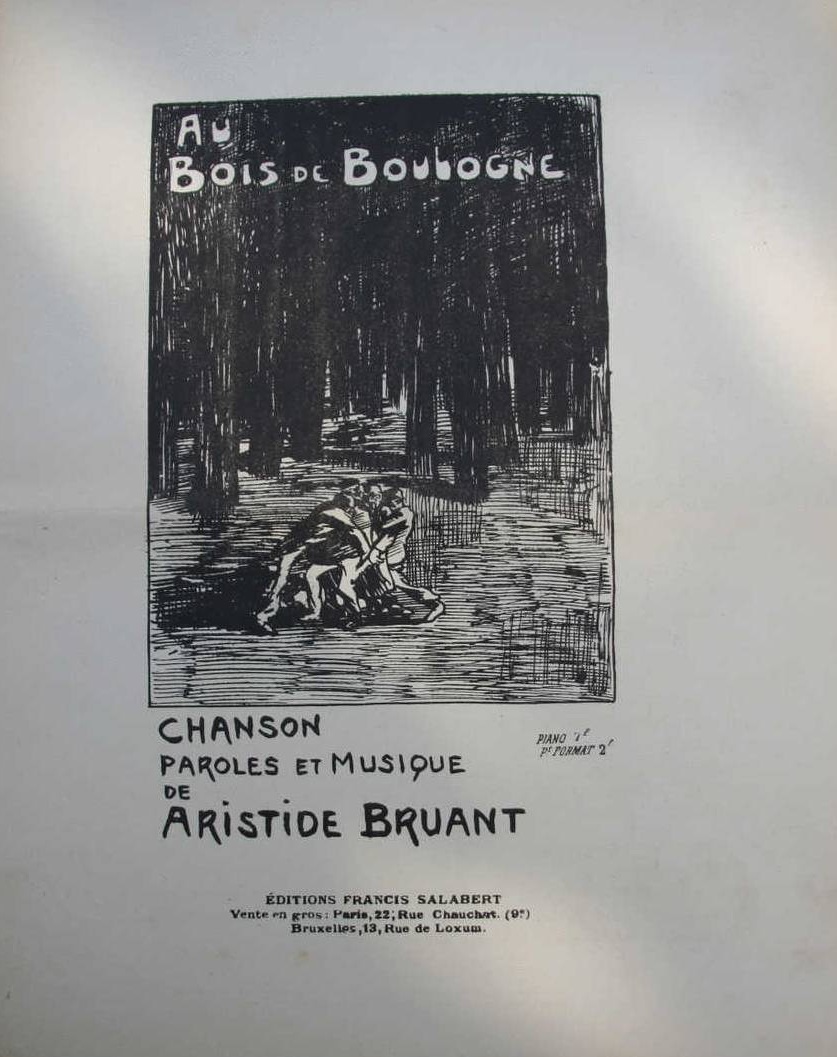 AU
BOIS DE BOULOGNE
CHANSON
PAROLES ET MUSIQUE
DE
ARISTIDE BRUANT
PIANO 1f
Pt FORMAT 2f
ÉDITIONS FRANCIS SALABERT
Vente en gros: Paris, 22, Rue Chauchat. (9e)
Bruxelles, 13, Rue de Loxum.